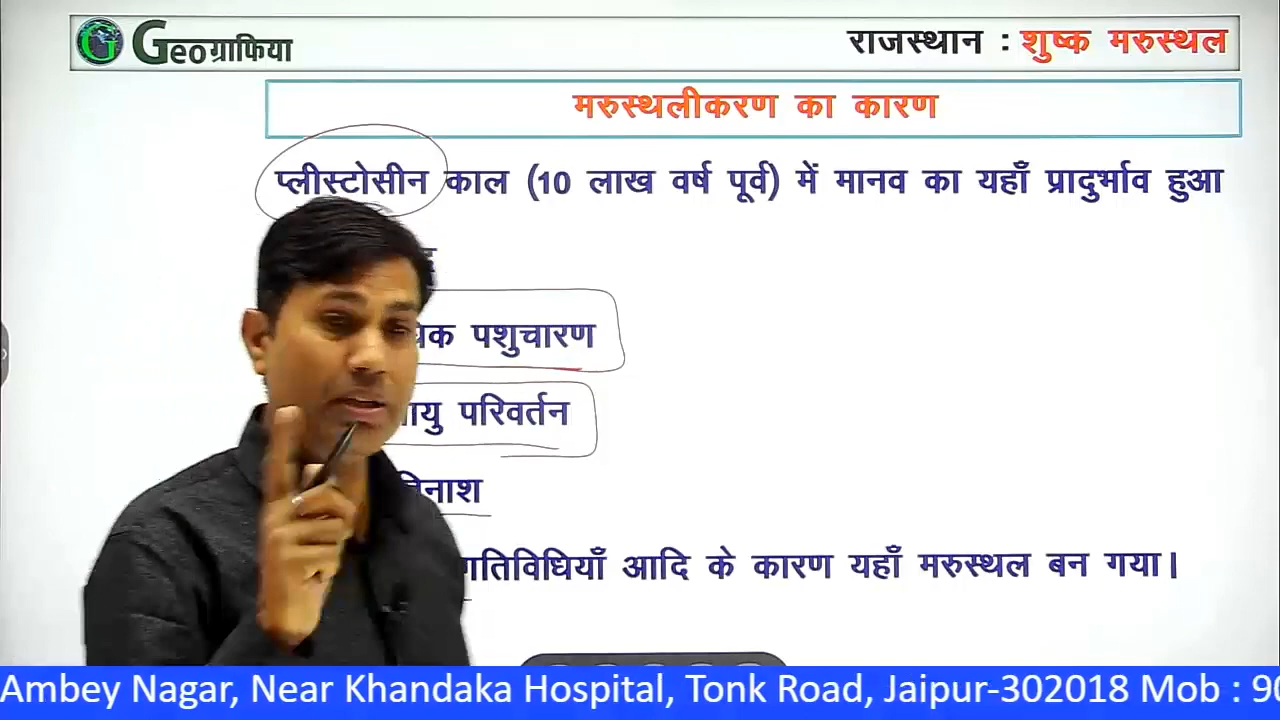 Geoग्राफिया
राजस्थान : शुष्क मरुस्थल
मरुस्थलीकरण का कारण
प्लीस्टोसीन काल (10 लाख वर्ष पूर्व) में मानव का यहाँ प्रादुर्भाव हुआ
पशुचारण
परिवर्तन
गतिविधियाँ आदि के कारण यहाँ मरुस्थल बन गया।
Ambey Nagar, Near Khandaka Hospital, Tonk Road, Jaipur-302018 Mob : 90